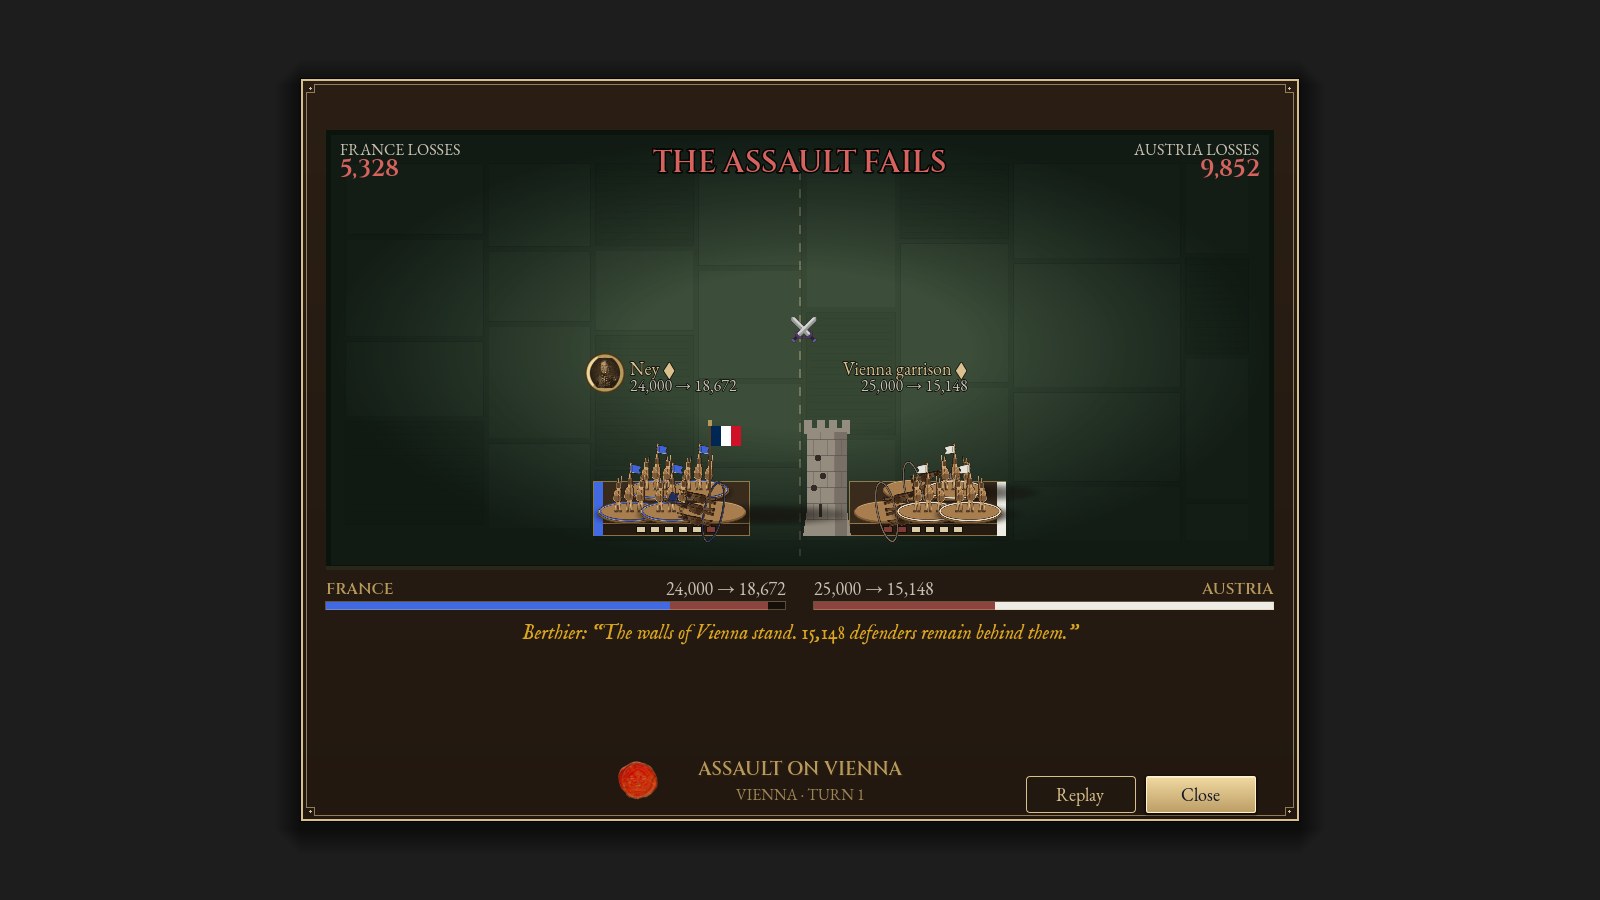 FRANCE LOSSES
5,328
THE ASSAULT FAILS
AUSTRIA LOSSES
9,852
Ney
24,000 → 18,672
Vienna garrison
25,000 → 15,148
FRANCE
24,000 → 18,672
25,000 → 15,148
AUSTRIA
Berthier: “The walls of Vienna stand. 15,148 defenders remain behind them.”
ASSAULT ON VIENNA
VIENNA · TURN 1
Replay
Close